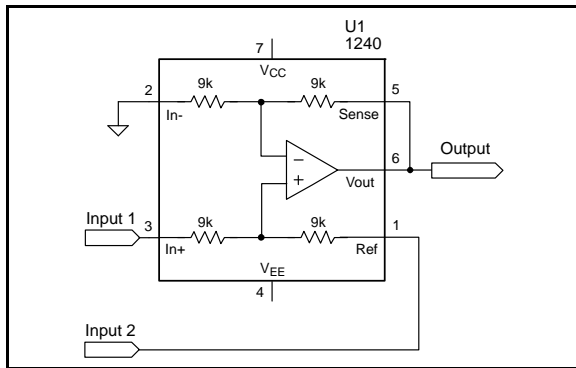 U1
1240
7
VCC
2
9k
9k
5
In-
Sense
Output
−
6
+
Vout
Input 1
3
9k
9k
1
In+
Ref
VEE
4
Input 2